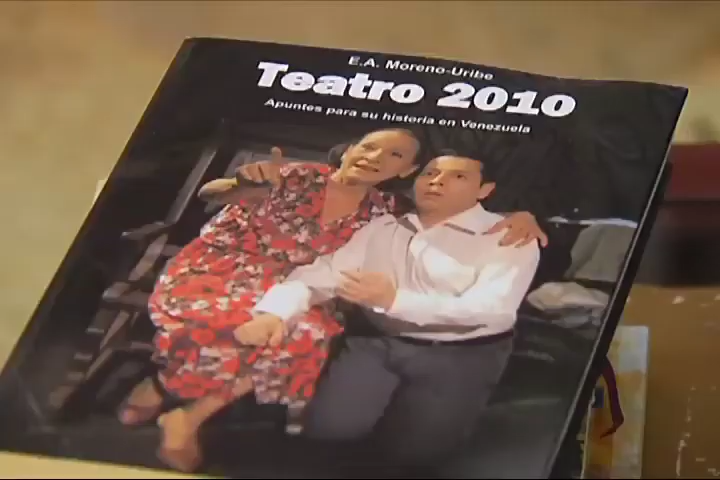 E.A. Moreno-Uribe
Teatro 2010
Apuntes para su historia en Venezuela